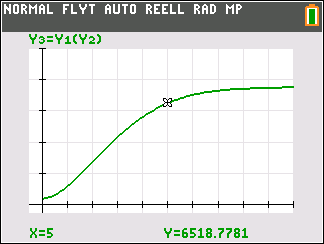 NORMAL FLYT AUTO REELL RAD MP
Y3=Y1(Y2)
X=5 Y=6518.7781